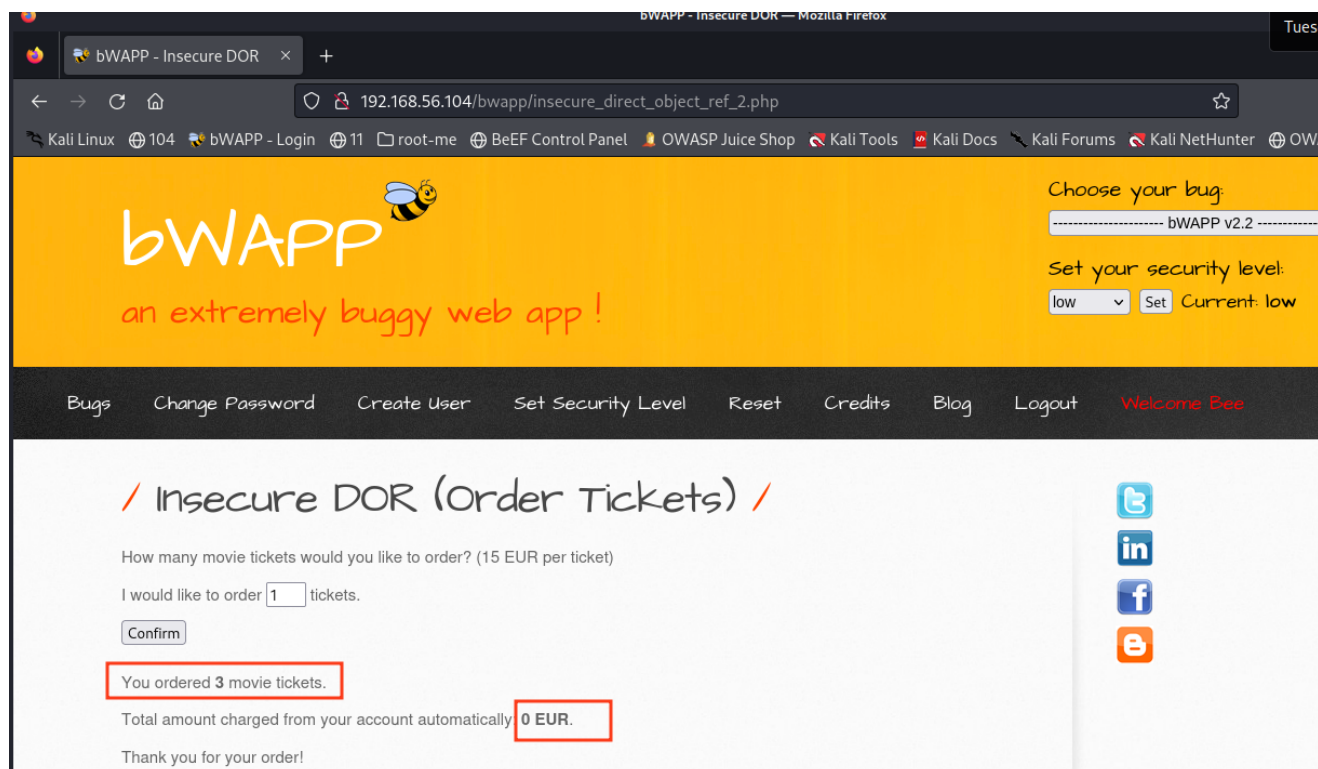 bWAPP - Insecure DOR — Mozilla Firefox
Tues
bWAPP - Insecure DOR × +
192.168.56.104/bwapp/insecure_direct_object_ref_2.php
Kali Linux 104 bWAPP - Login 11 root-me BeEF Control Panel OWASP Juice Shop Kali Tools Kali Docs Kali Forums Kali NetHunter OW
bWAPP
an extremely buggy web app !
Choose your bug:
--------------------- bWAPP v2.2 ------------
Set your security level:
low Set Current: low
Bugs Change Password Create User Set Security Level Reset Credits Blog Logout Welcome Bee
/ Insecure DOR (Order Tickets) /
How many movie tickets would you like to order? (15 EUR per ticket)
I would like to order 1 tickets.
Confirm
You ordered 3 movie tickets.
Total amount charged from your account automatically: 0 EUR.
Thank you for your order!